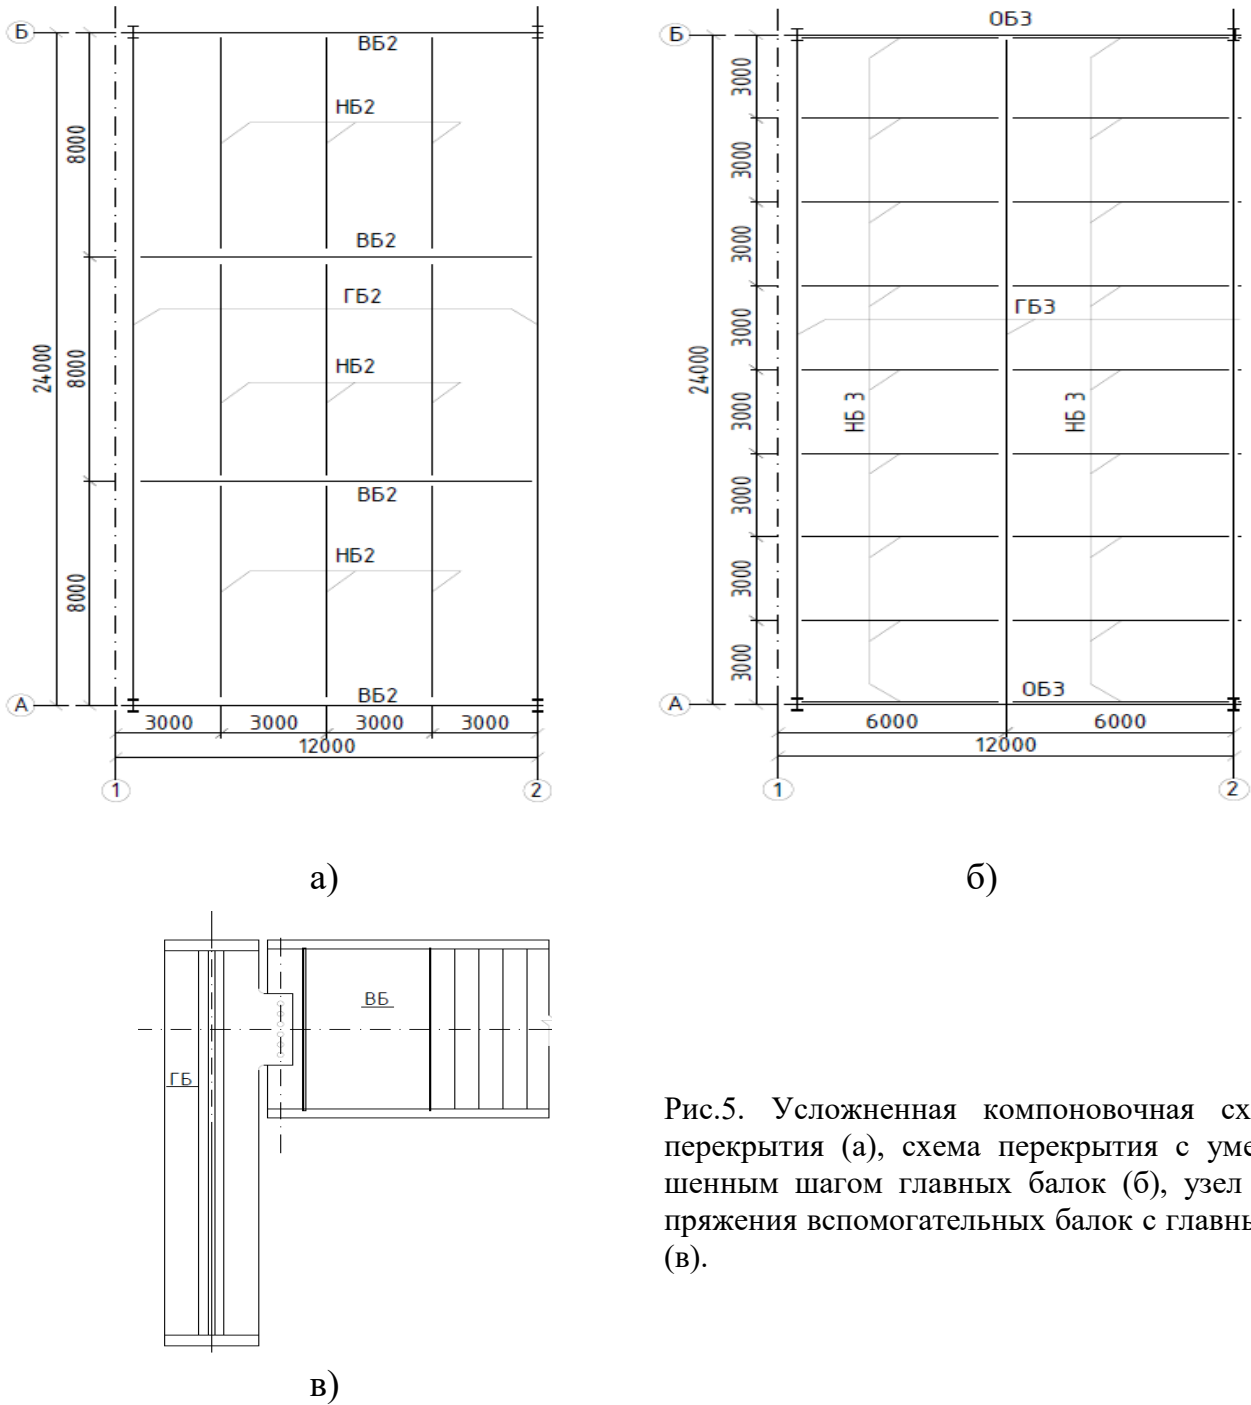 Б
ВБ2
НБ2
8000
ВБ2
ГБ2
24000
8000
НБ2
ВБ2
НБ2
8000
ВБ2
А
3000 3000 3000 3000
12000
1 2
а)
ОБ3
Б
3000
3000
3000
ГБ3
3000
24000
3000
НБ 3 НБ 3
3000
3000
3000
ОБ3
А
6000 6000
12000
1 2
б)
ВБ
ГБ
в)
Рис.5. Усложненная компоновочная сх
перекрытия (а), схема перекрытия с уме
шенным шагом главных балок (б), узел
пряжения вспомогательных балок с главны
(в).